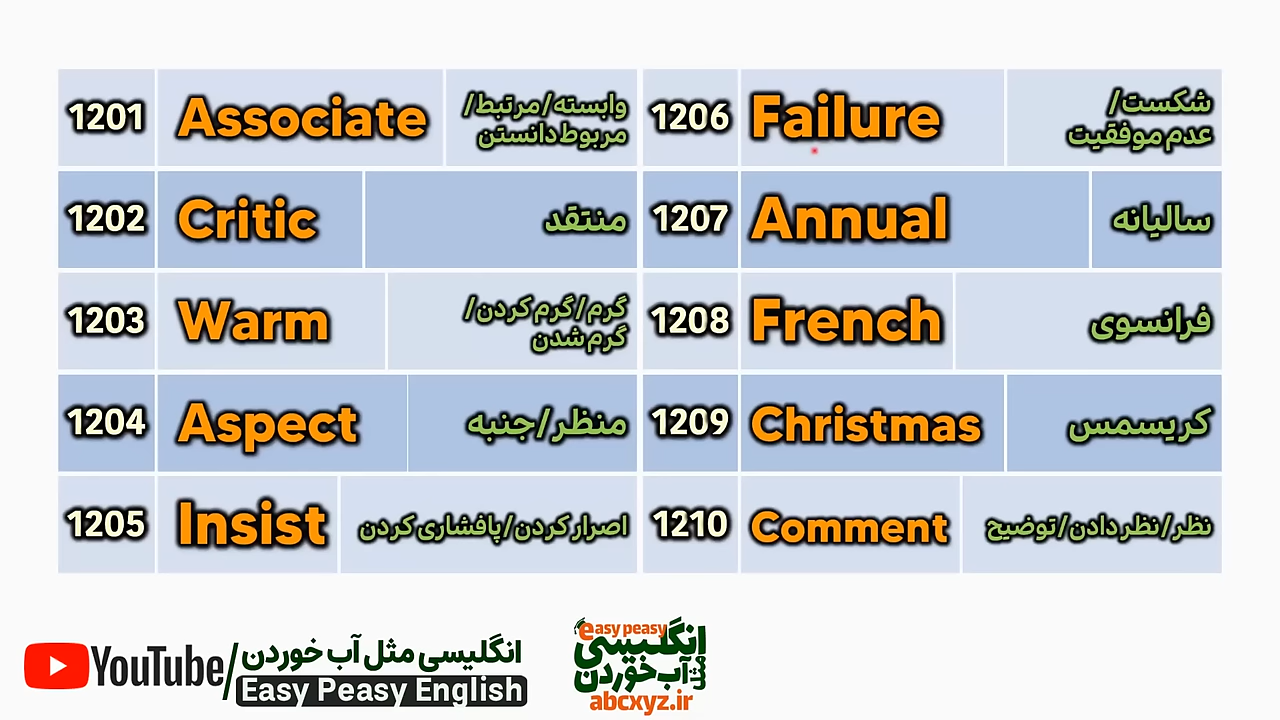 1201 Associate وابسته/مرتبط/
مربوط دانستن
1206 Failure شکست/
عدم موفقیت
1202 Critic منتقد
1207 Annual سالیانه
1203 Warm گرم/گرم کردن/
گرم شدن
1208 French فرانسوی
1204 Aspect منظر/جنبه
1209 Christmas کریسمس
1205 Insist اصرار کردن/پافشاری کردن
1210 Comment نظر/نظر دادن/توضیح
YouTube/انگلیسی مثل آب خوردن
Easy Peasy English
easy peasy
انگلیسی
مثل آب خوردن
abcxyz.ir